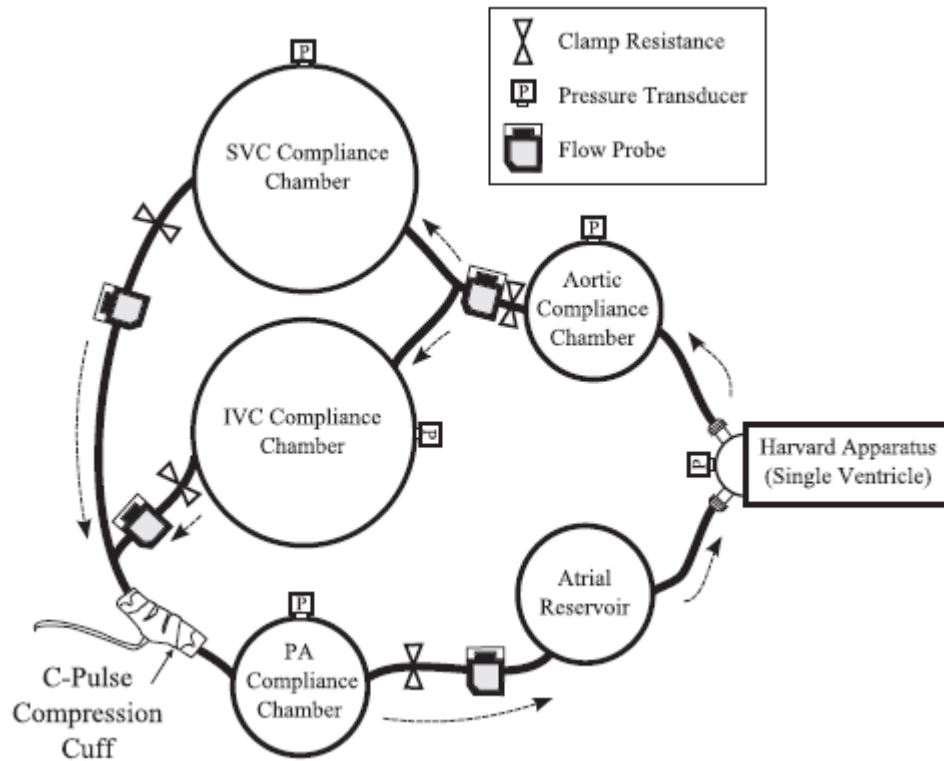 P
SVC Compliance
Chamber
Clamp Resistance
P
Pressure Transducer
Flow Probe
P
Aortic
Compliance
Chamber
IVC Compliance
Chamber
P
P
Harvard Apparatus
(Single Ventricle)
Atrial
Reservoir
P
PA
Compliance
Chamber
C-Pulse
Compression
Cuff